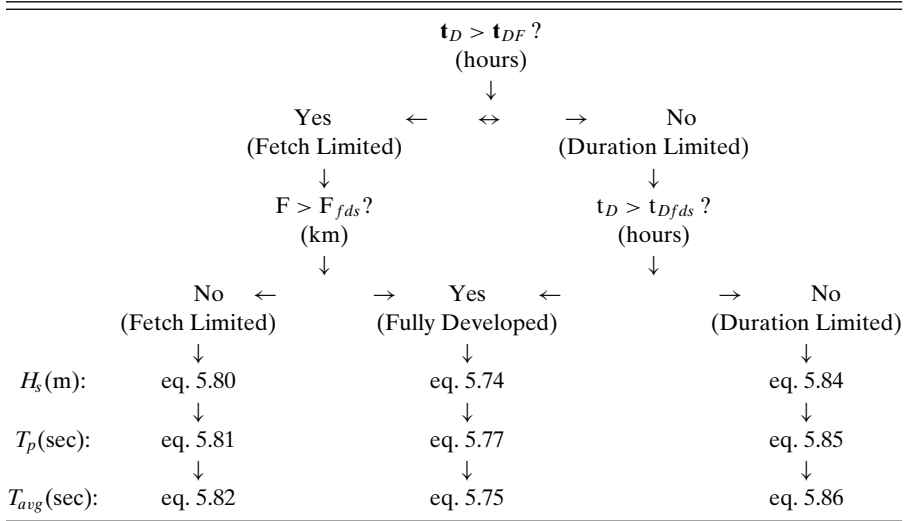 t_D > t_DF ?
(hours)
↓
Yes ← ↔ → No
(Fetch Limited) (Duration Limited)
↓ ↓
F > F_fds? t_D > t_Dfds ?
(km) (hours)
↓ ↓
No ← → Yes ← → No
(Fetch Limited) (Fully Developed) (Duration Limited)
↓ ↓ ↓
H_s(m): eq. 5.80 eq. 5.74 eq. 5.84
↓ ↓ ↓
T_p(sec): eq. 5.81 eq. 5.77 eq. 5.85
↓ ↓ ↓
T_avg(sec): eq. 5.82 eq. 5.75 eq. 5.86